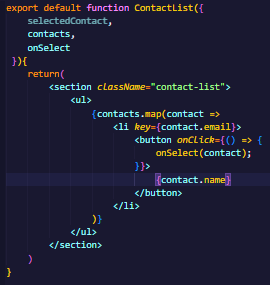 export default function ContactList({
selectedContact,
contacts,
onSelect
}){
return(
<section className="contact-list">
<ul>
{contacts.map(contact =>
<li key={contact.email}>
<button onClick={() => {
onSelect(contact);
}}>
{contact.name}
</button>
</li>
)}
</ul>
</section>
)
}